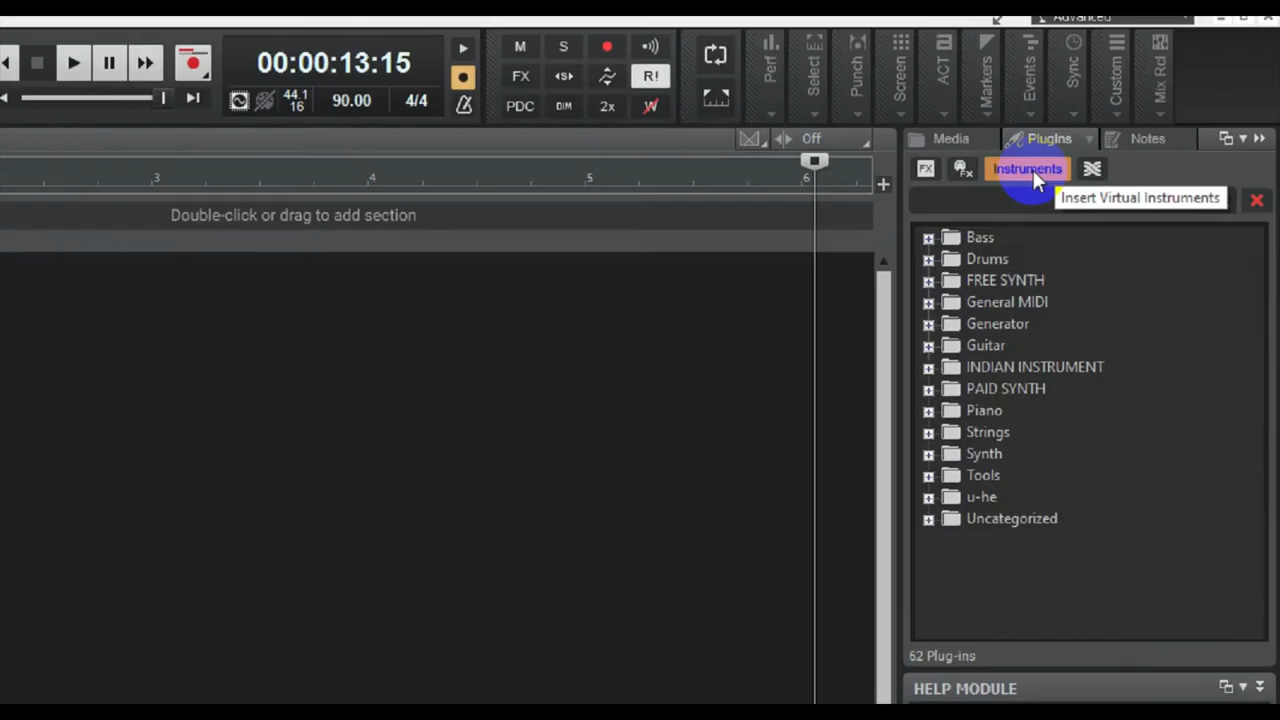 Advanced
00:00:13:15
44.1
16
90.00
4/4
M
S
FX
R!
PDC
DIM
2x
W
Perf
Select
Punch
Screen
ACT
Markers
Events
Sync
Custom
Mix Rcl
Off
Media
PlugIns
Notes
FX
Fx
Instruments
Insert Virtual Instruments
3
4
5
6
Double-click or drag to add section
Bass
Drums
FREE SYNTH
General MIDI
Generator
Guitar
INDIAN INSTRUMENT
PAID SYNTH
Piano
Strings
Synth
Tools
u-he
Uncategorized
62 Plug-ins
HELP MODULE